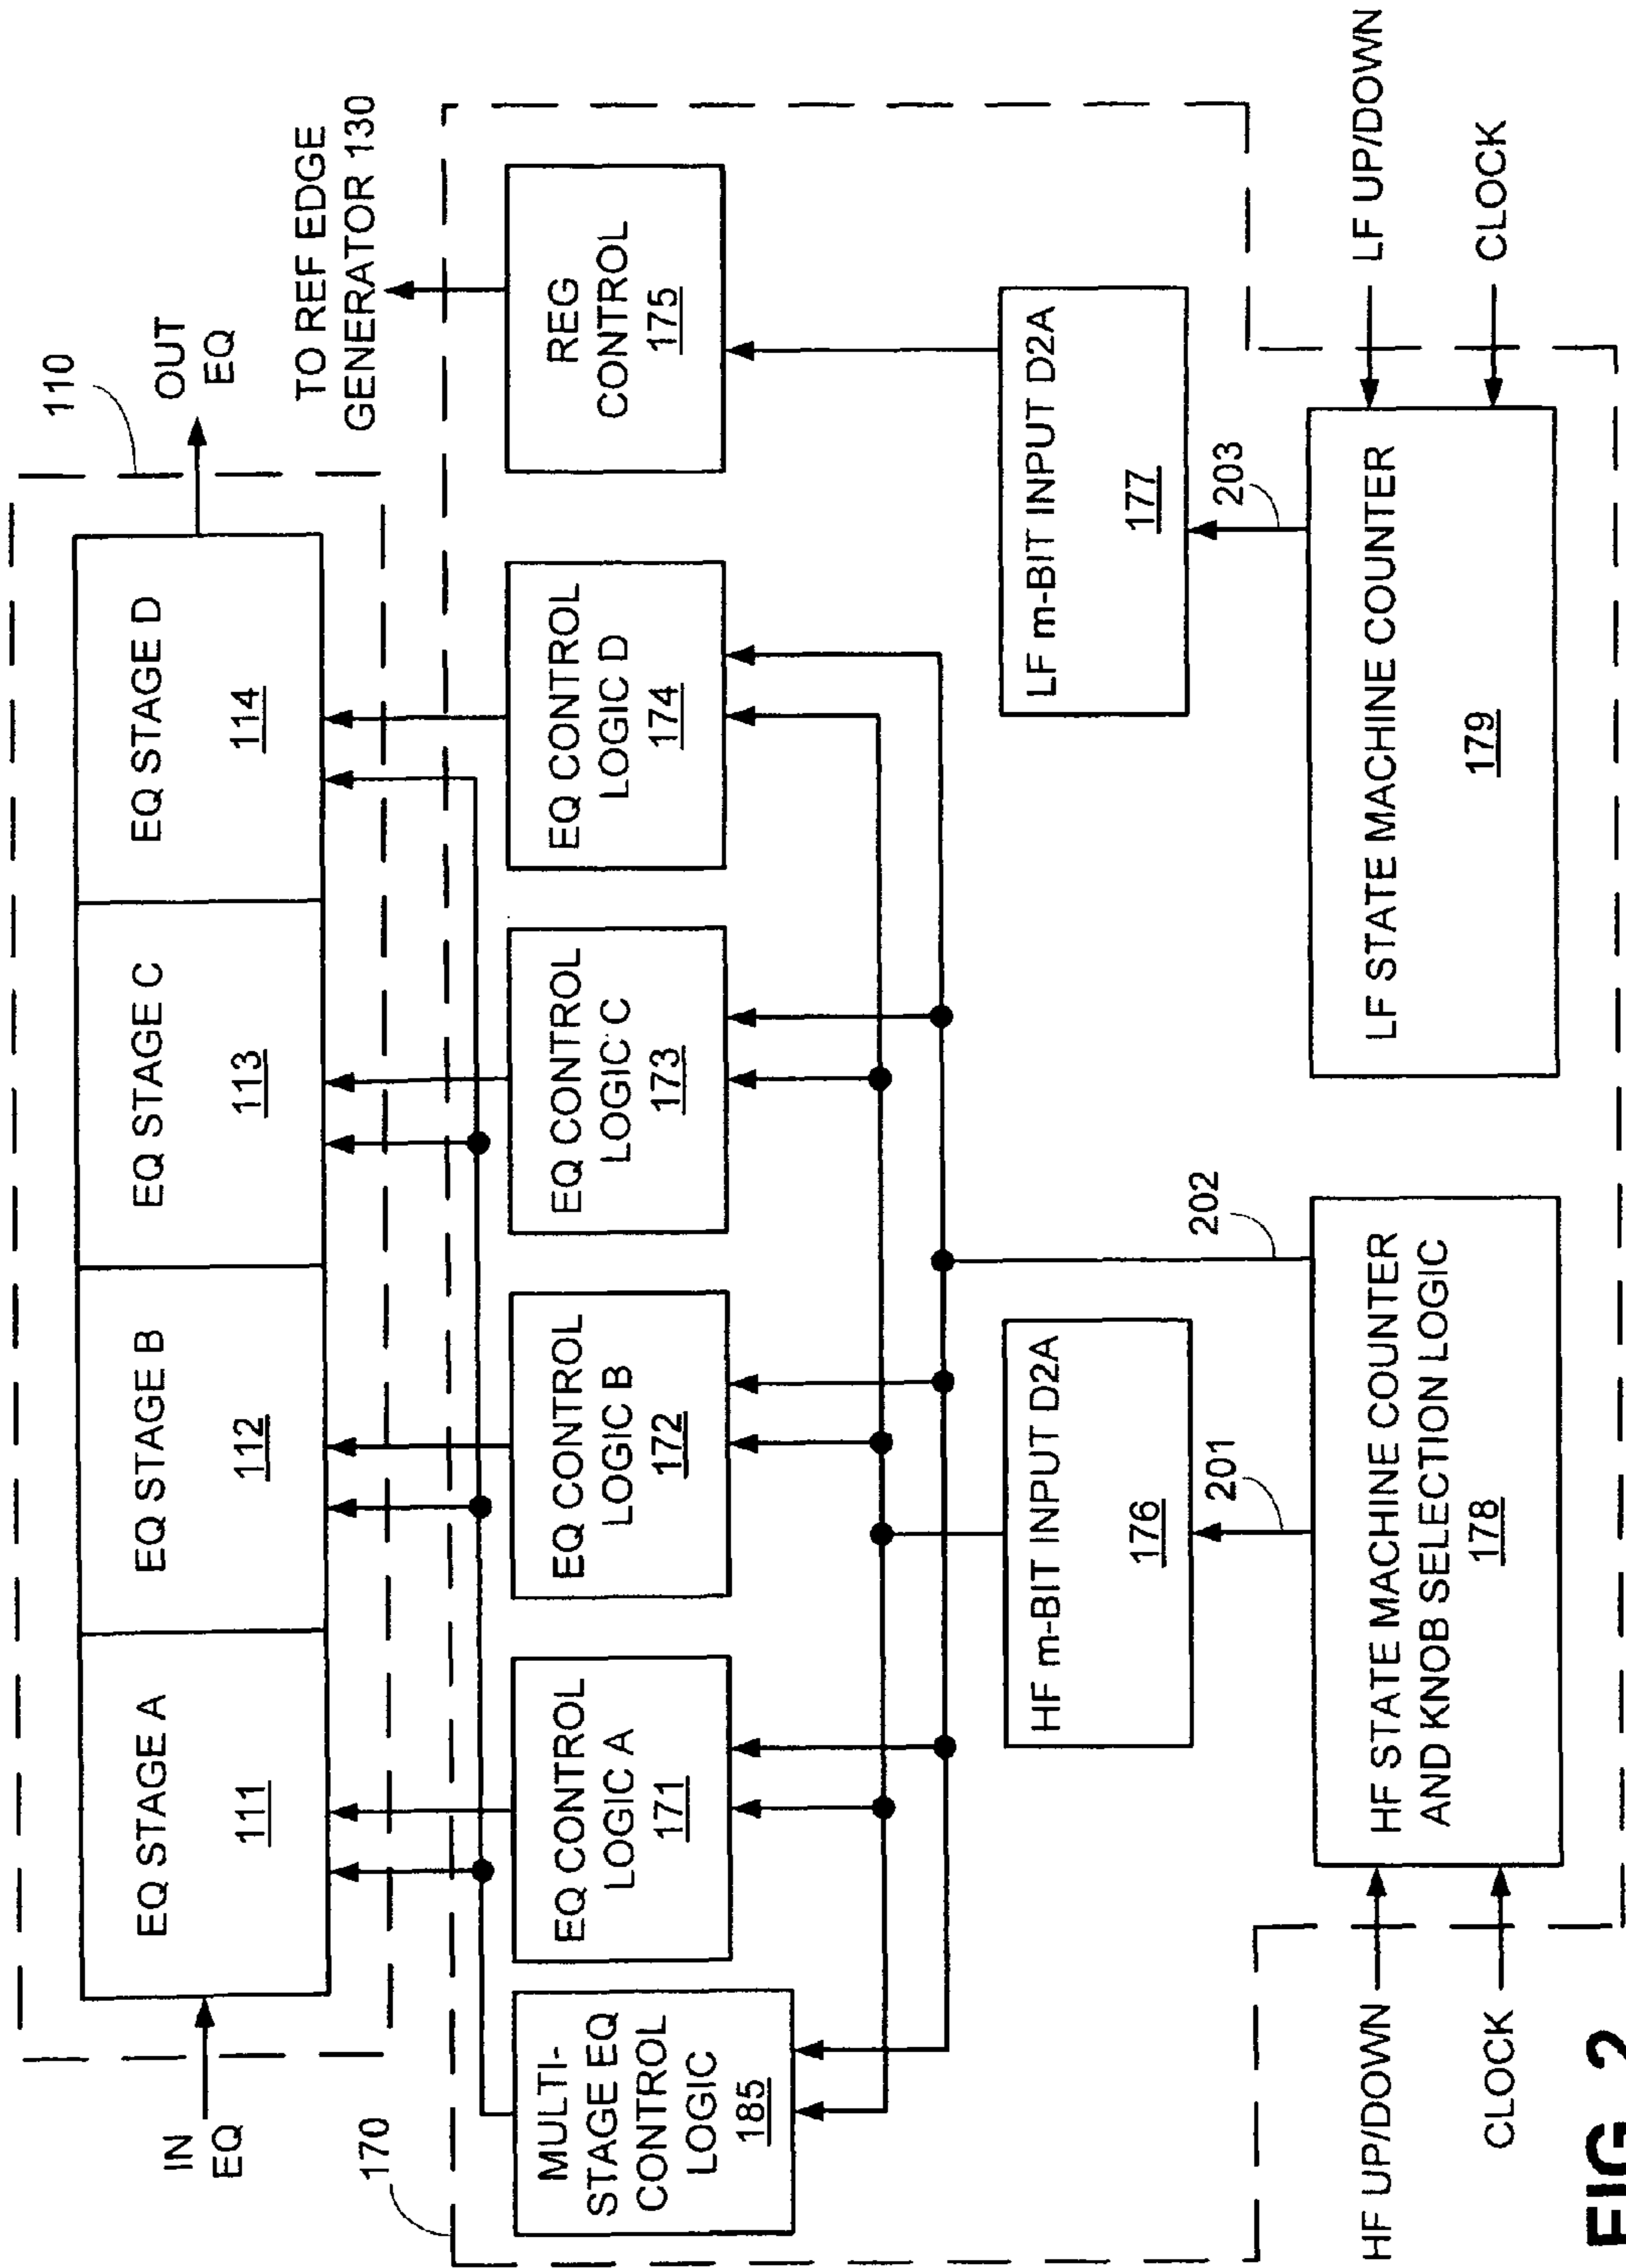 110
IN
EQ
EQ STAGE A
111
EQ STAGE B
112
EQ STAGE C
113
EQ STAGE D
114
OUT
EQ
TO REF EDGE
GENERATOR 130
170
MULTI-
STAGE EQ
CONTROL
LOGIC
185
EQ CONTROL
LOGIC A
171
EQ CONTROL
LOGIC B
172
EQ CONTROL
LOGIC C
173
EQ CONTROL
LOGIC D
174
REG
CONTROL
175
HF m-BIT INPUT D2A
176
LF m-BIT INPUT D2A
177
201
202
203
HF UP/DOWN
CLOCK
HF STATE MACHINE COUNTER
AND KNOB SELECTION LOGIC
178
LF STATE MACHINE COUNTER
179
LF UP/DOWN
CLOCK
FIG. 2